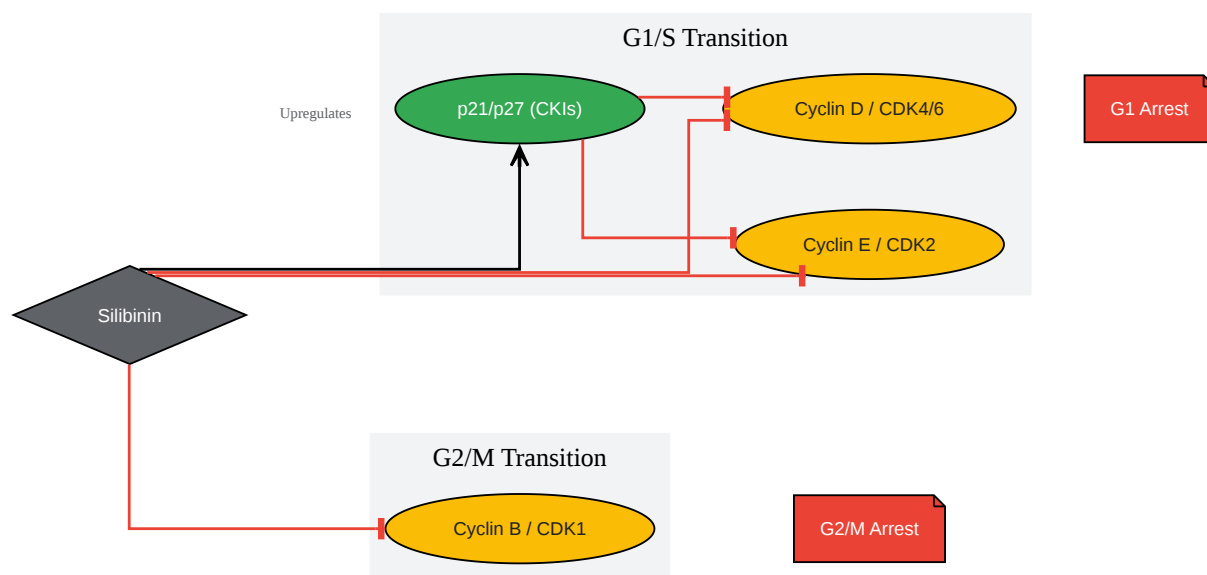 G1/S Transition
Upregulates
p21/p27 (CKIs)
Cyclin D / CDK4/6
G1 Arrest
Cyclin E / CDK2
Silibinin
G2/M Transition
Cyclin B / CDK1
G2/M Arrest